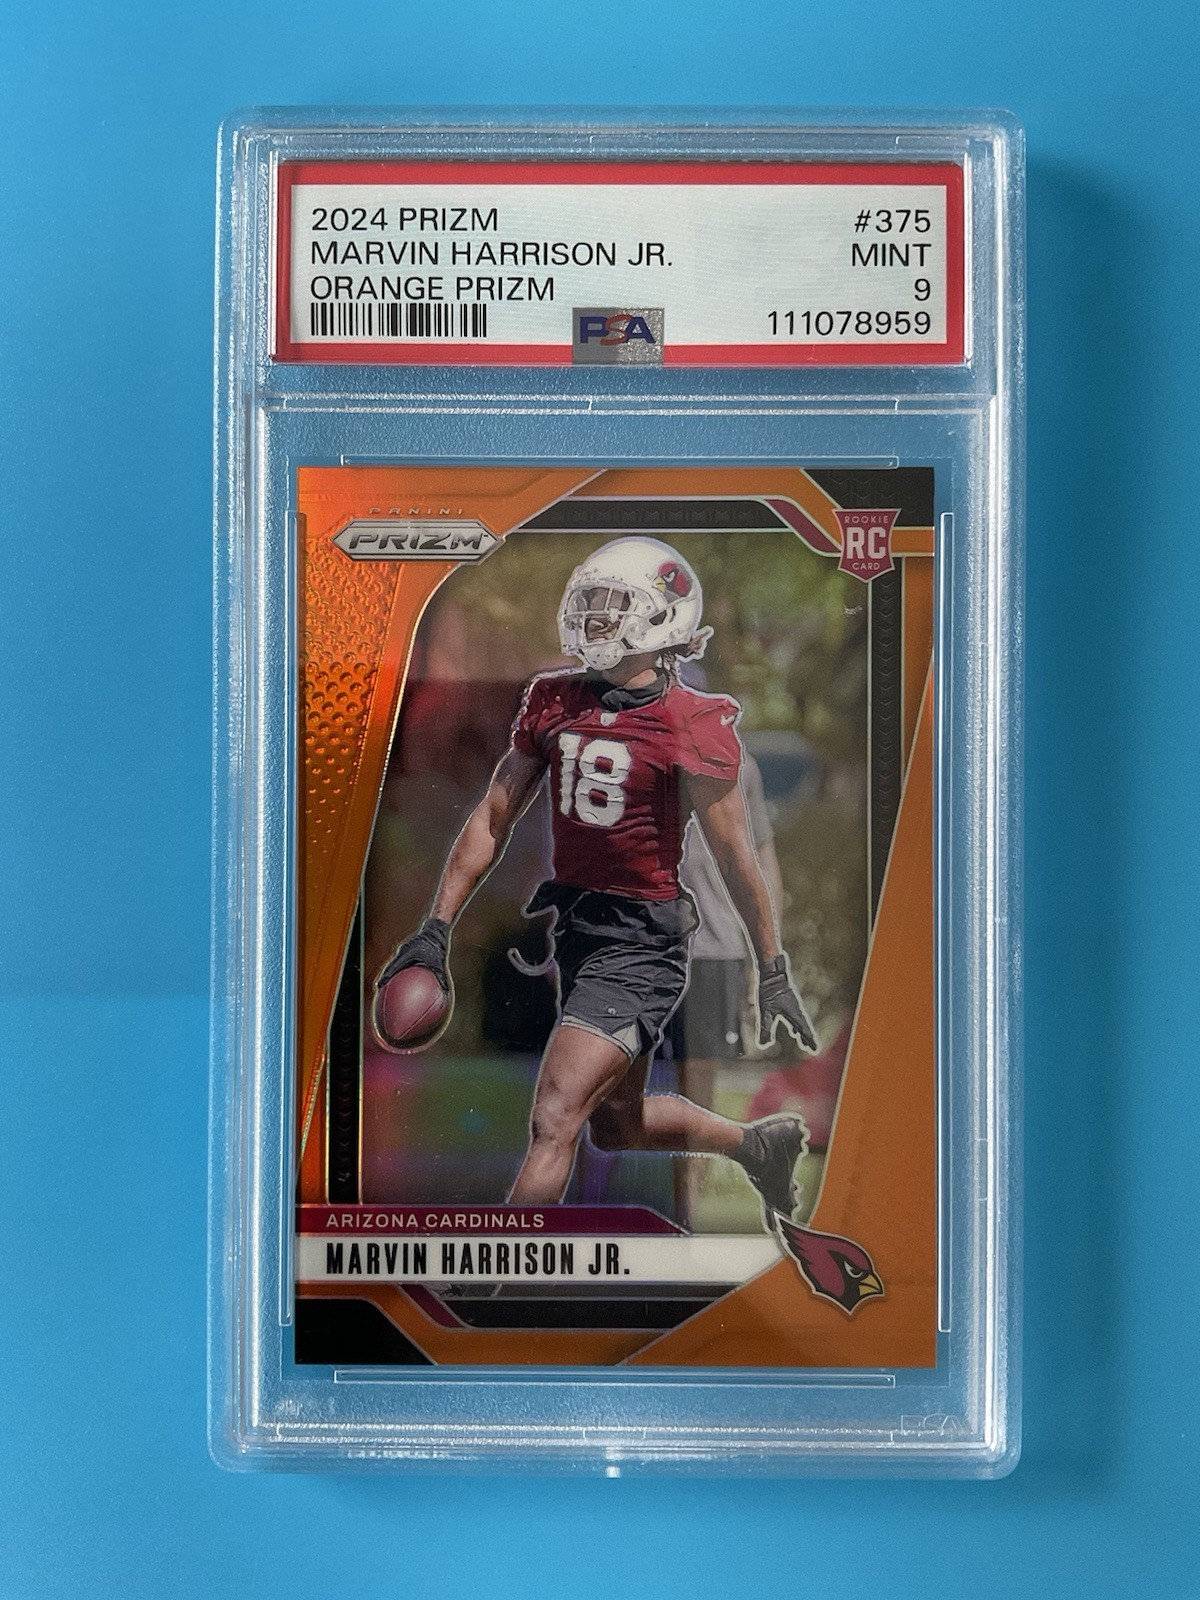 2024 PRIZM #375
MARVIN HARRISON JR. MINT
ORANGE PRIZM 9
PSA 111078959
PANINI
PRIZM
ROOKIE
RC
CARD
18
ARIZONA CARDINALS
MARVIN HARRISON JR.
PSA